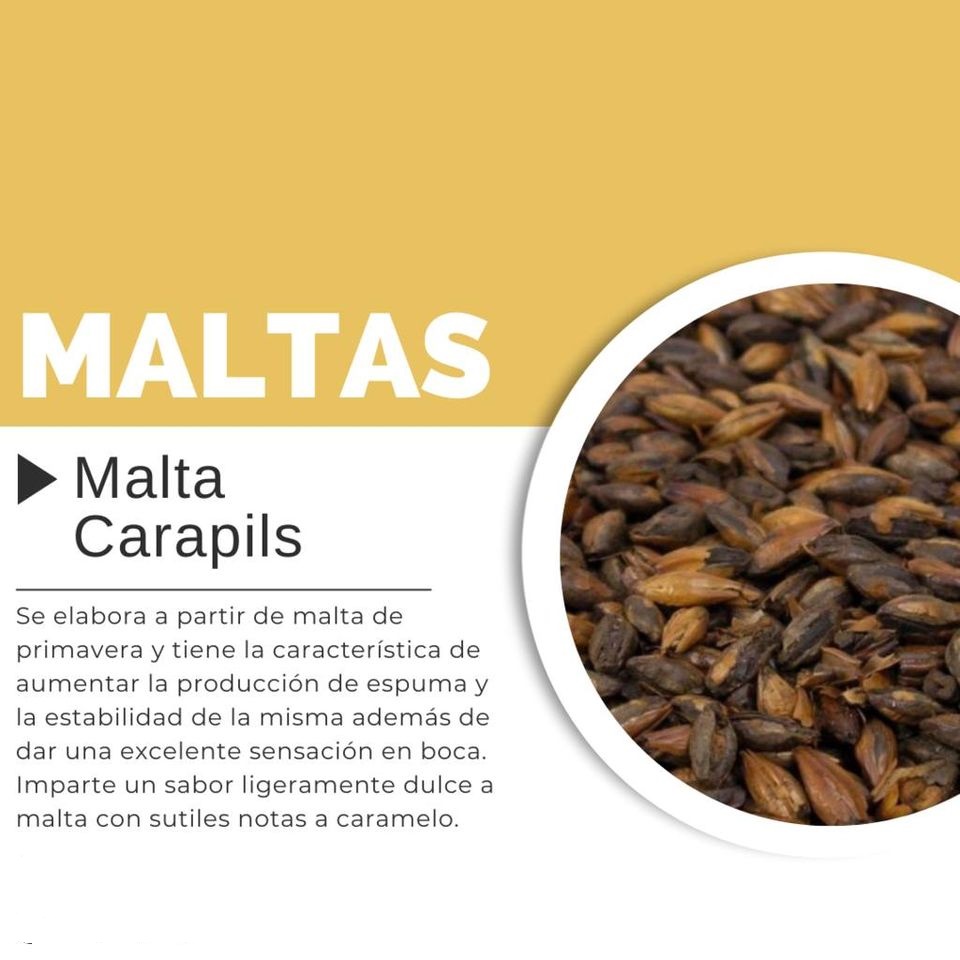 MALTAS
Malta
Carapils
Se elabora a partir de malta de
primavera y tiene la característica de
aumentar la producción de espuma y
la estabilidad de la misma además de
dar una excelente sensación en boca.
Imparte un sabor ligeramente dulce a
malta con sutiles notas a caramelo.